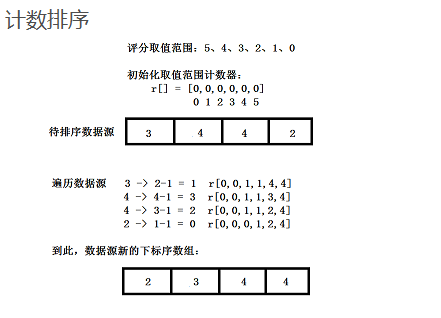 计数排序
评分取值范围：5、4、3、2、1、0
初始化取值范围计数器：
r[] = [0,0,0,0,0,0]
0 1 2 3 4 5
待排序数据源 3 4 4 2
遍历数据源 3 -> 2-1 = 1 r[0,0,1,1,4,4]
4 -> 4-1 = 3 r[0,0,1,1,3,4]
4 -> 3-1 = 2 r[0,0,1,1,2,4]
2 -> 1-1 = 0 r[0,0,0,1,2,4]
到此，数据源新的下标序数组：
2 3 4 4